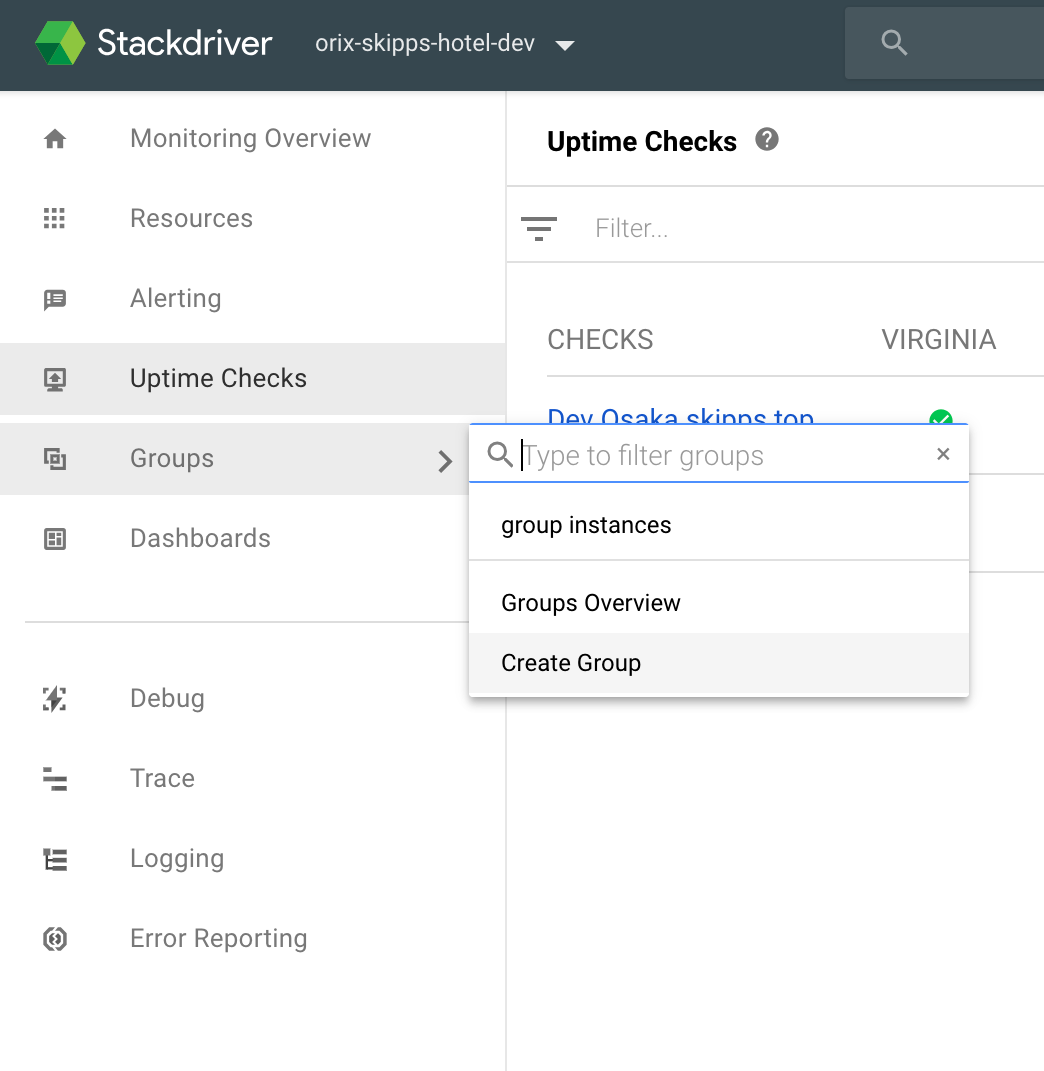 Stackdriver
orix-skipps-hotel-dev
Monitoring Overview
Resources
Alerting
Uptime Checks
Groups
Dashboards
Debug
Trace
Logging
Error Reporting
Uptime Checks
Filter...
CHECKS VIRGINIA
Dev Osaka skipps top
Type to filter groups
group instances
Groups Overview
Create Group